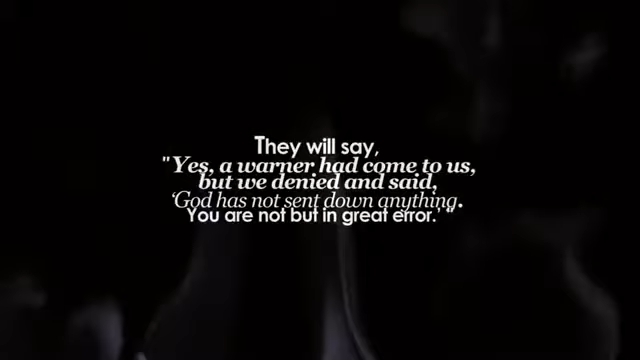 They will say,
"Yes, a warner had come to us,
but we denied and said,
‘God has not sent down anything.
You are not but in great error.' "